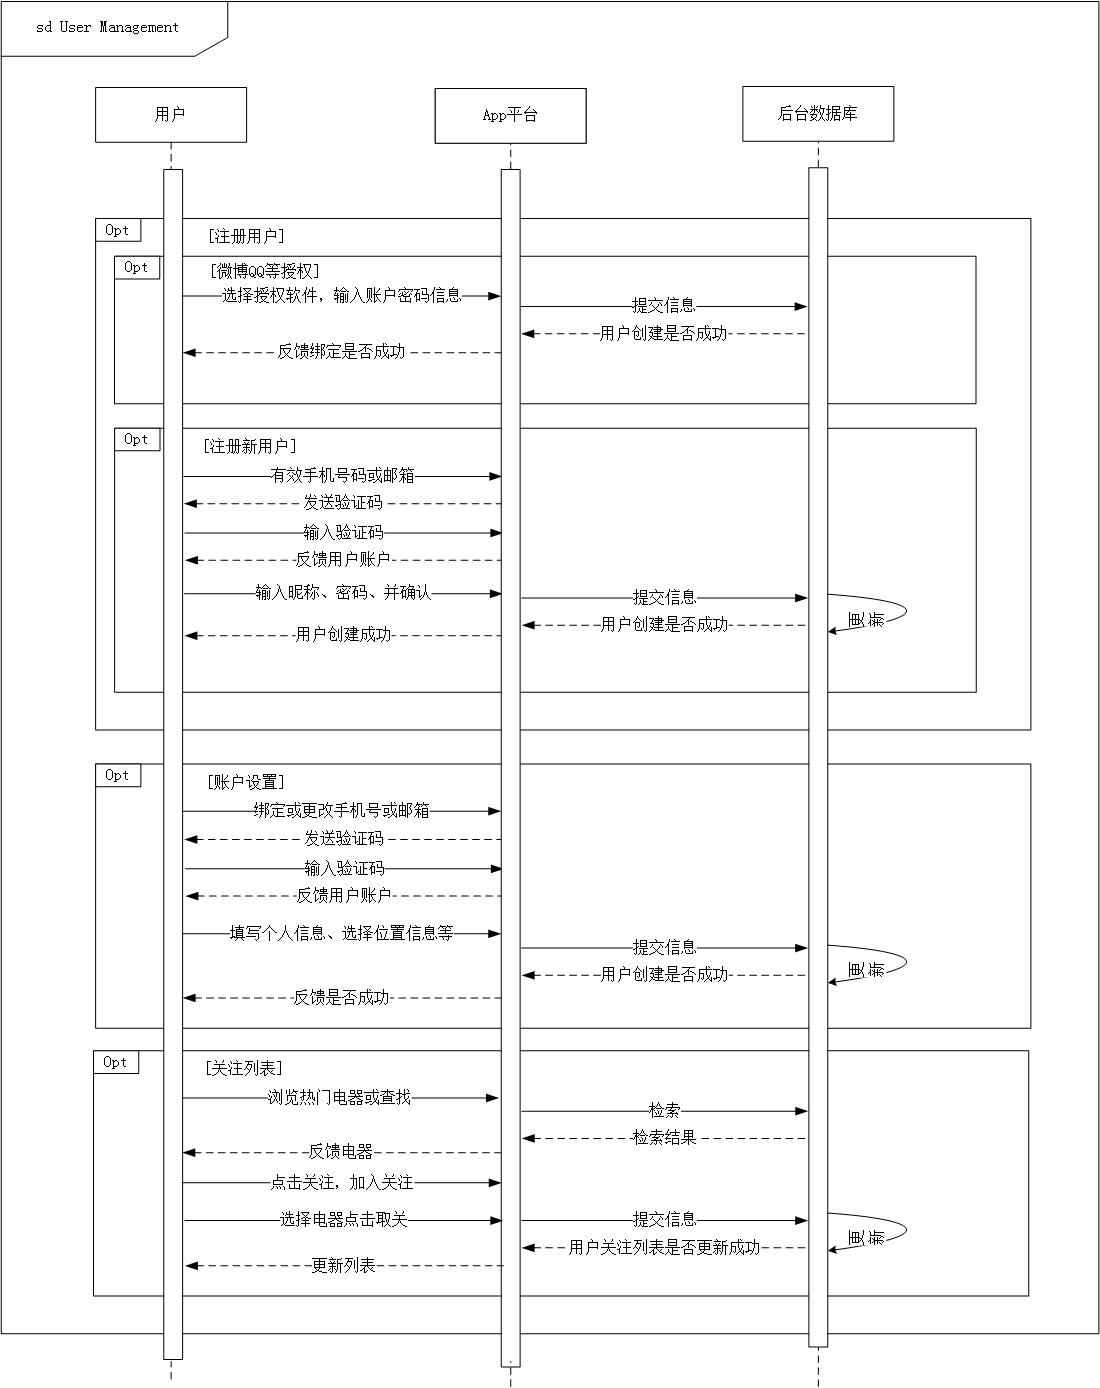 sd User Management
用户
App平台
后台数据库
Opt
[注册用户]
Opt
[微博QQ等授权]
选择授权软件，输入账户密码信息
提交信息
用户创建是否成功
反馈绑定是否成功
Opt
[注册新用户]
有效手机号码或邮箱
发送验证码
输入验证码
反馈用户账户
输入昵称、密码、并确认
提交信息
更新
用户创建是否成功
用户创建成功
Opt
[账户设置]
绑定或更改手机号或邮箱
发送验证码
输入验证码
反馈用户账户
填写个人信息、选择位置信息等
提交信息
更新
用户创建是否成功
反馈是否成功
Opt
[关注列表]
浏览热门电器或查找
检索
检索结果
反馈电器
点击关注，加入关注
选择电器点击取关
提交信息
更新
用户关注列表是否更新成功
更新列表